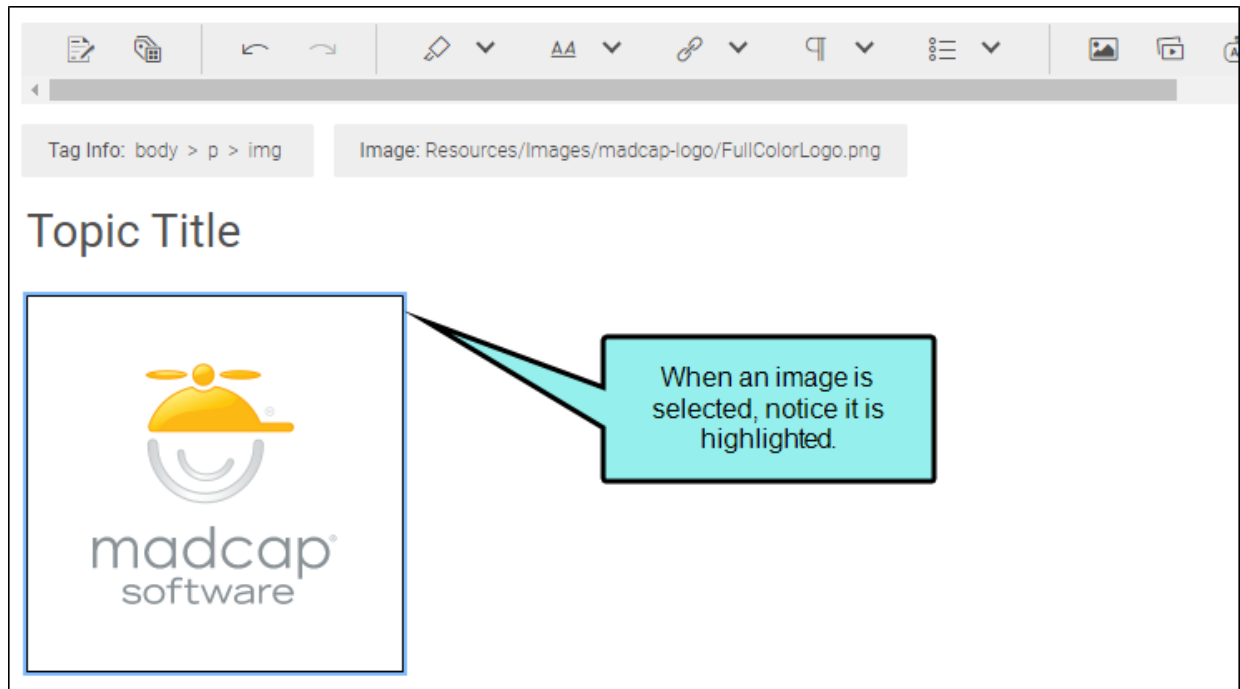 Tag Info: body > p > img
Image: Resources/Images/madcap-logo/FullColorLogo.png
Topic Title
When an image is
selected, notice it is
highlighted.
madcap®
software